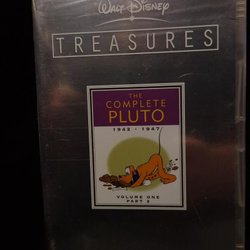 WALT DISNEY
TREASURES
THE
COMPLETE
PLUTO
1942 - 1947
VOLUME ONE
PART 2